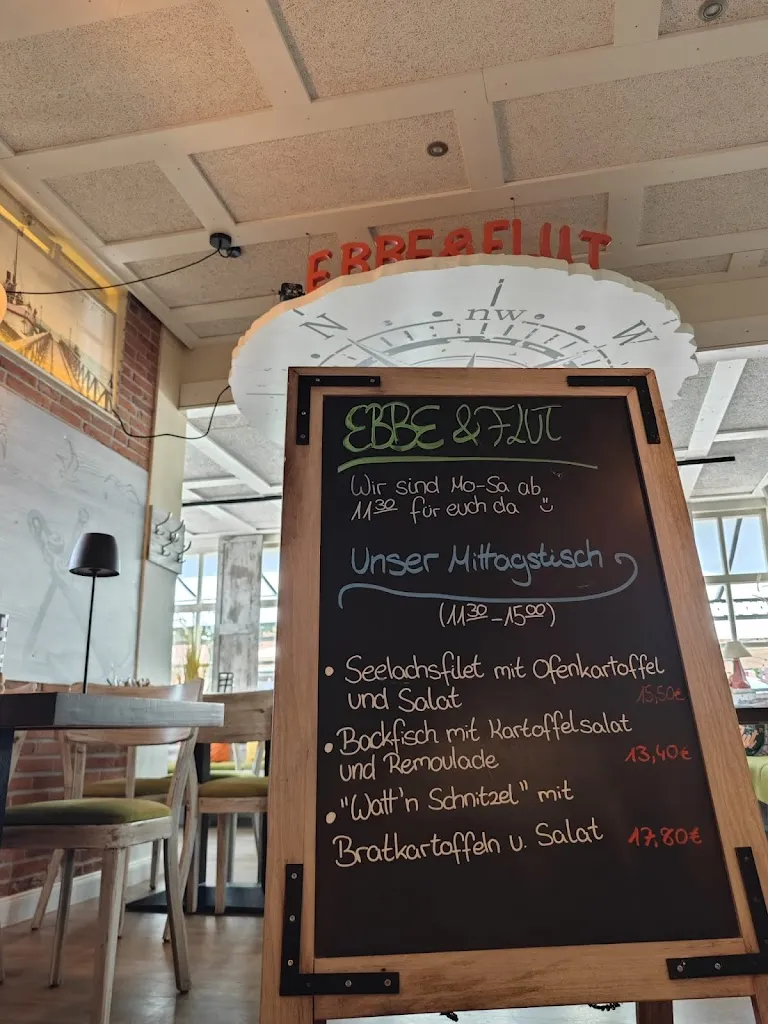 EBBE&FLUT
N nw W
EBBE & FLUT
Wir sind Mo-Sa ab
11³⁰ für euch da
Unser Mittagstisch
(11³⁰-15⁰⁰)
• Seelachsfilet mit Ofenkartoffel
und Salat 15,50€
• Backfisch mit Kartoffelsalat
und Remoulade 13,40€
• "Watt'n Schnitzel" mit
Bratkartoffeln u. Salat 17,80€